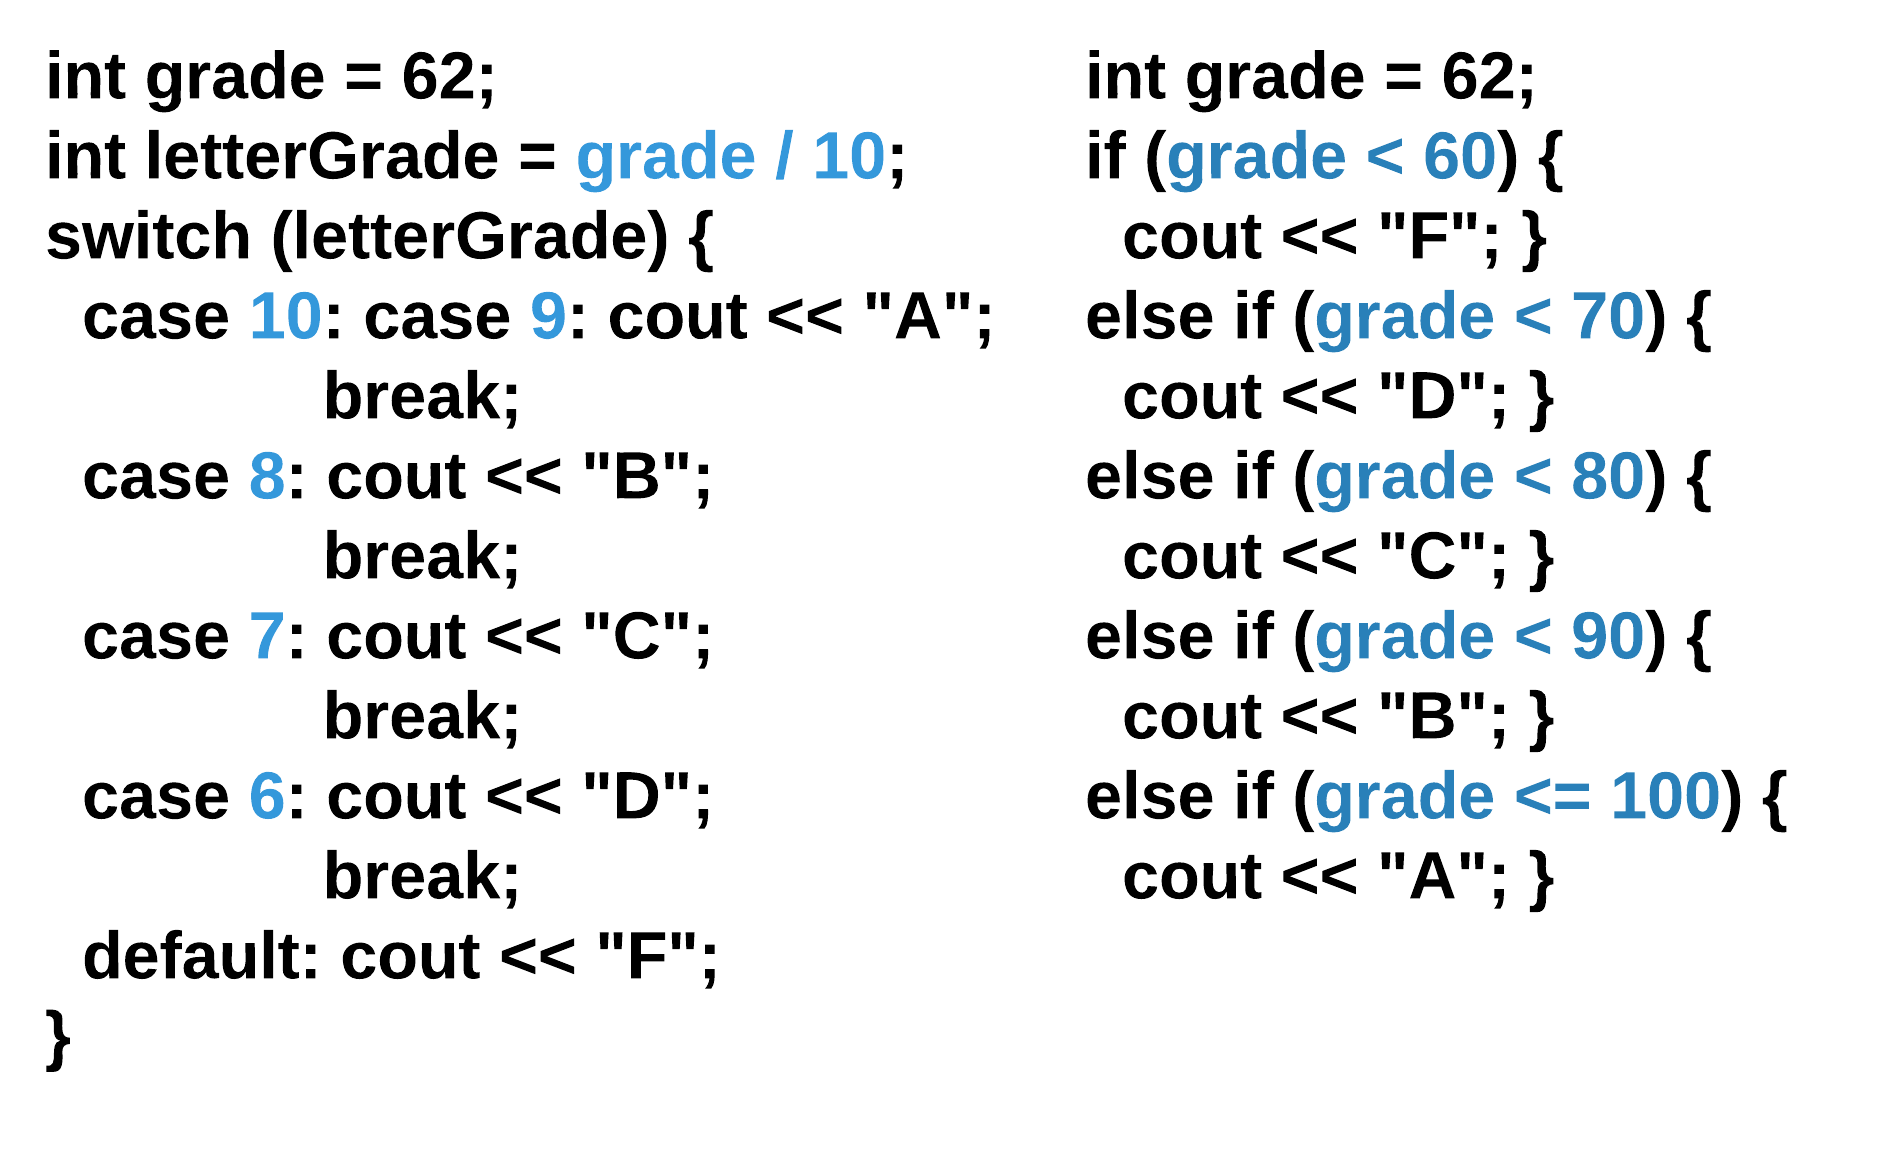 int grade = 62;
int letterGrade = grade / 10;
switch (letterGrade) {
  case 10: case 9: cout << "A";
             break;
  case 8: cout << "B";
             break;
  case 7: cout << "C";
             break;
  case 6: cout << "D";
             break;
  default: cout << "F";
}
int grade = 62;
if (grade < 60) {
  cout << "F"; }
else if (grade < 70) {
  cout << "D"; }
else if (grade < 80) {
  cout << "C"; }
else if (grade < 90) {
  cout << "B"; }
else if (grade <= 100) {
  cout << "A"; }